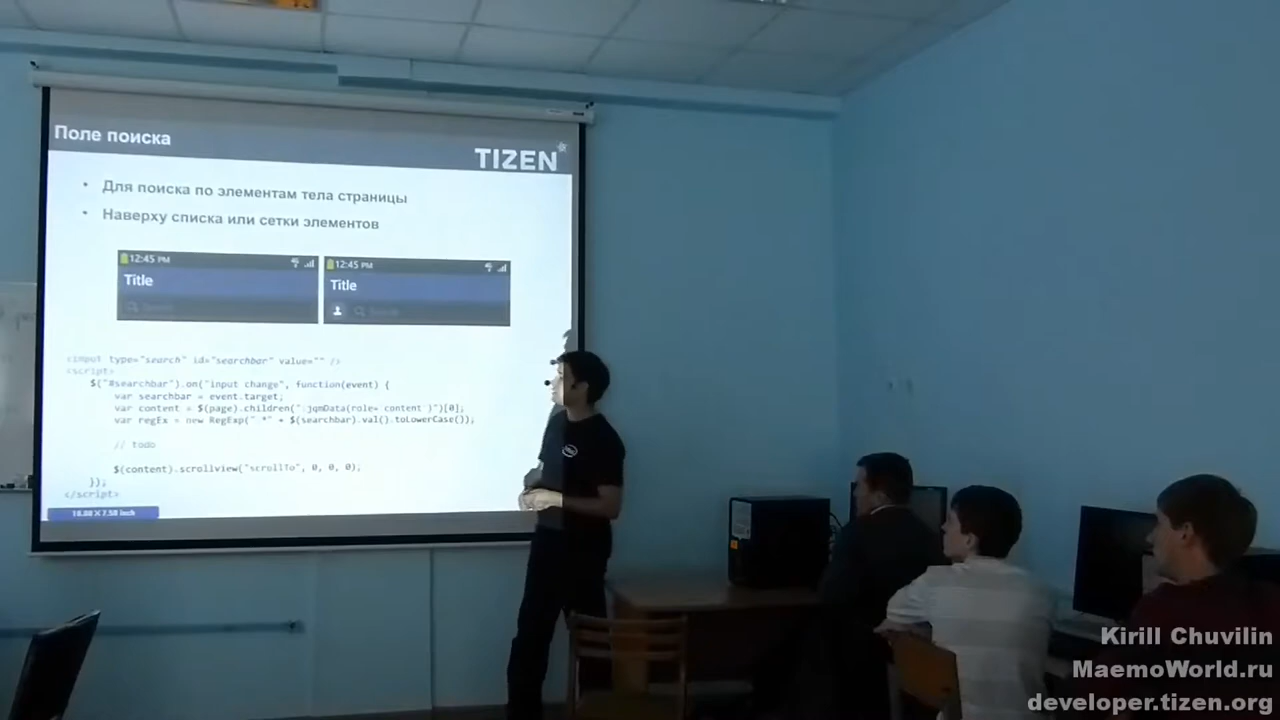 Поле поиска
TIZEN
• Для поиска по элементам тела страницы
• Наверху списка или сетки элементов
12:45 PM
Title
Search
12:45 PM
Title
Search
<input type="search" id="searchbar" value="" />
<script>
$("#searchbar").on("input change", function(event) {
var searchbar = event.target;
var content = $(page).children(":jqmData(role='content')")[0];
var regEx = new RegExp(".*" + $(searchbar).val().toLowerCase());
// todo
$(content).scrollview("scrollTo", 0, 0, 0);
});
</script>
Kirill Chuvilin
MaemoWorld.ru
developer.tizen.org